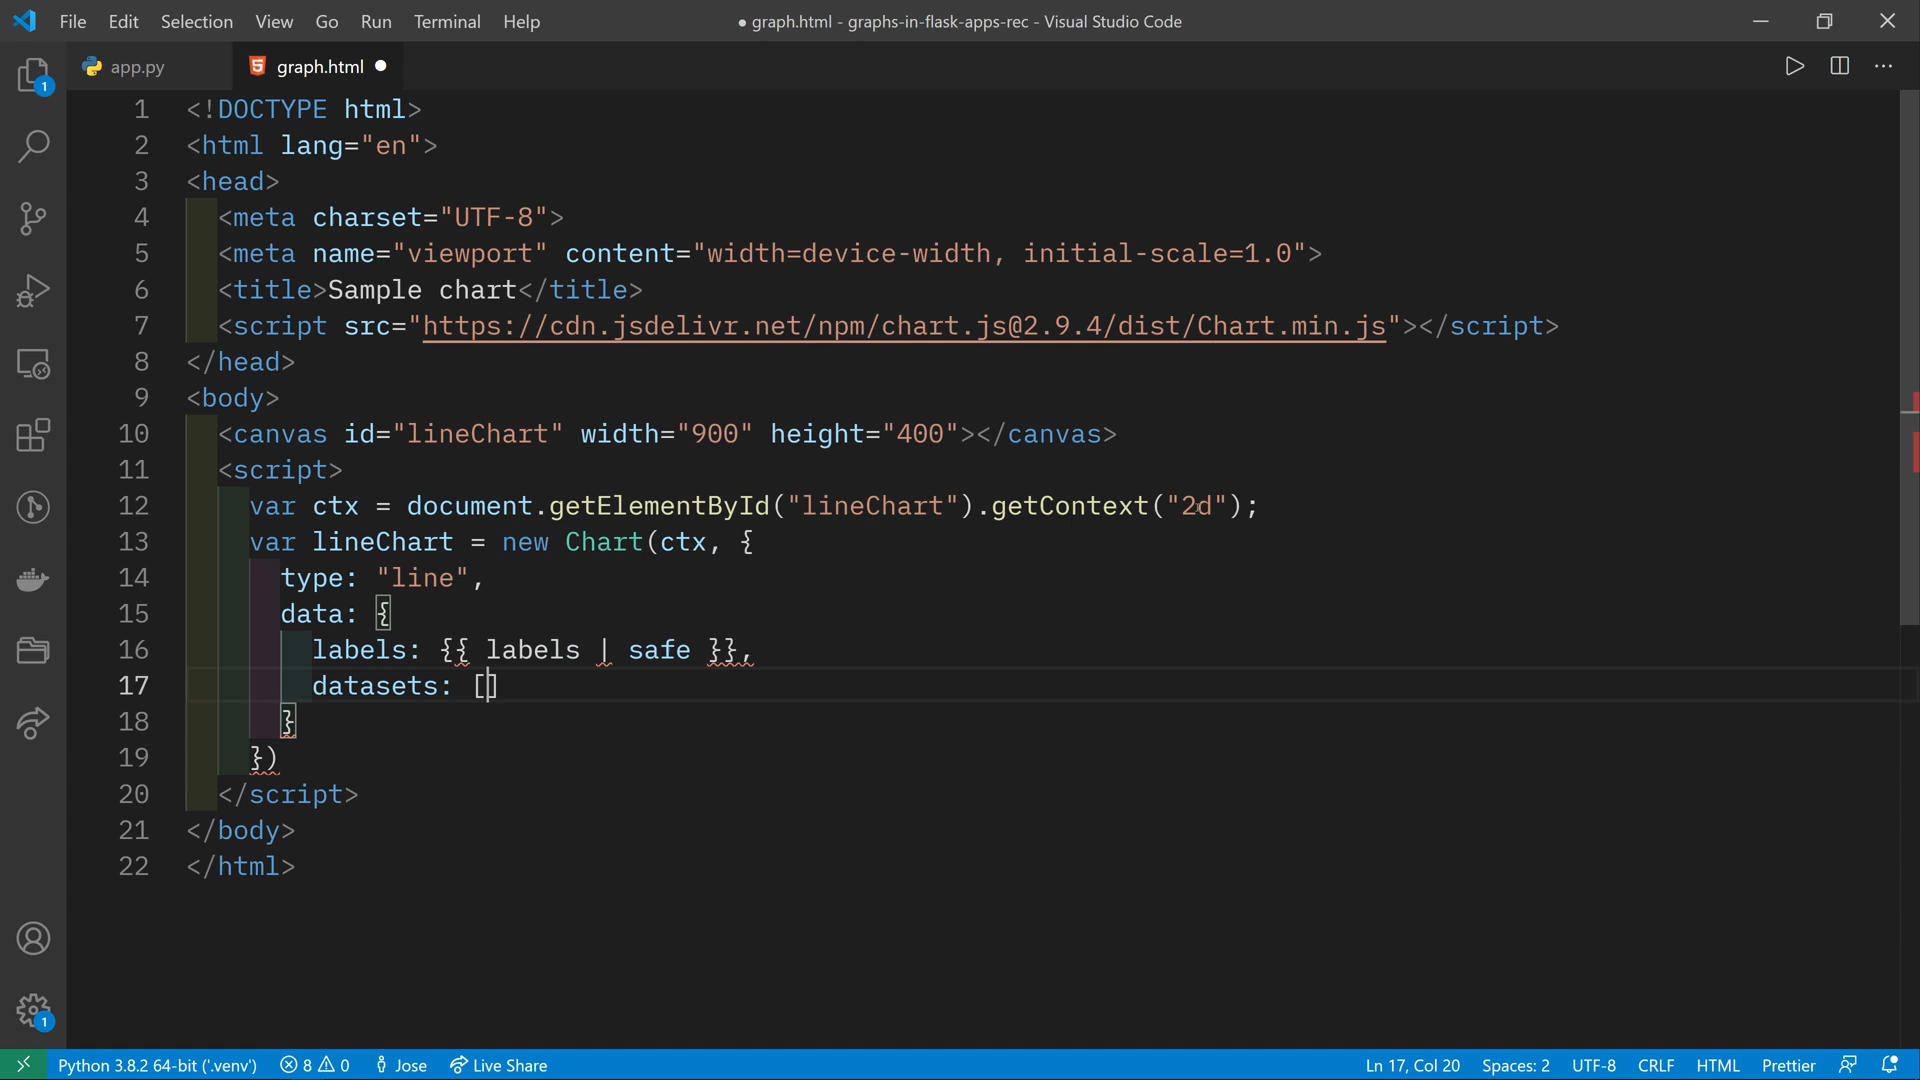 File Edit Selection View Go Run Terminal Help
● graph.html - graphs-in-flask-apps-rec - Visual Studio Code
app.py
graph.html ●
1
1 <!DOCTYPE html>
2 <html lang="en">
3 <head>
4 <meta charset="UTF-8">
5 <meta name="viewport" content="width=device-width, initial-scale=1.0">
6 <title>Sample chart</title>
7 <script src="https://cdn.jsdelivr.net/npm/chart.js@2.9.4/dist/Chart.min.js"></script>
8 </head>
9 <body>
10 <canvas id="lineChart" width="900" height="400"></canvas>
11 <script>
12 var ctx = document.getElementById("lineChart").getContext("2d");
13 var lineChart = new Chart(ctx, {
14 type: "line",
15 data: {
16 labels: {{ labels | safe }},
17 datasets: []
18 }
19 })
20 </script>
21 </body>
22 </html>
1
Python 3.8.2 64-bit ('.venv') 8 0 Jose Live Share Ln 17, Col 20 Spaces: 2 UTF-8 CRLF HTML Prettier